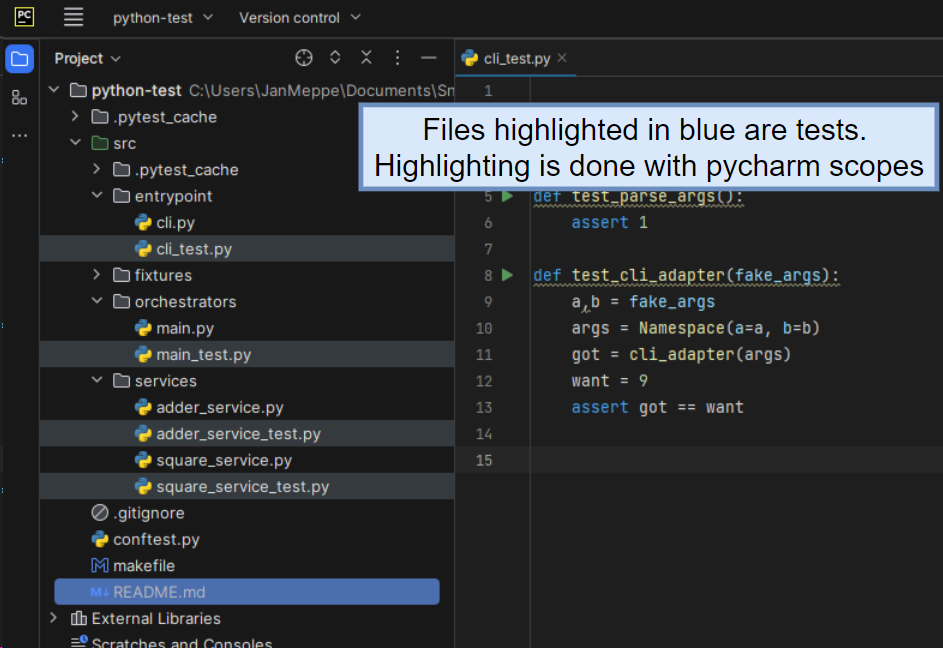 PC
python-test
Version control
Project
cli_test.py
python-test C:\Users\JanMeppe\Documents\Sn
.pytest_cache
src
.pytest_cache
entrypoint
cli.py
cli_test.py
fixtures
orchestrators
main.py
main_test.py
services
adder_service.py
adder_service_test.py
square_service.py
square_service_test.py
.gitignore
conftest.py
makefile
M↓ README.md
External Libraries
Scratches and Consoles
Files highlighted in blue are tests.
Highlighting is done with pycharm scopes
1
5 def test_parse_args():
6 assert 1
7
8 def test_cli_adapter(fake_args):
9 a,b = fake_args
10 args = Namespace(a=a, b=b)
11 got = cli_adapter(args)
12 want = 9
13 assert got == want
14
15